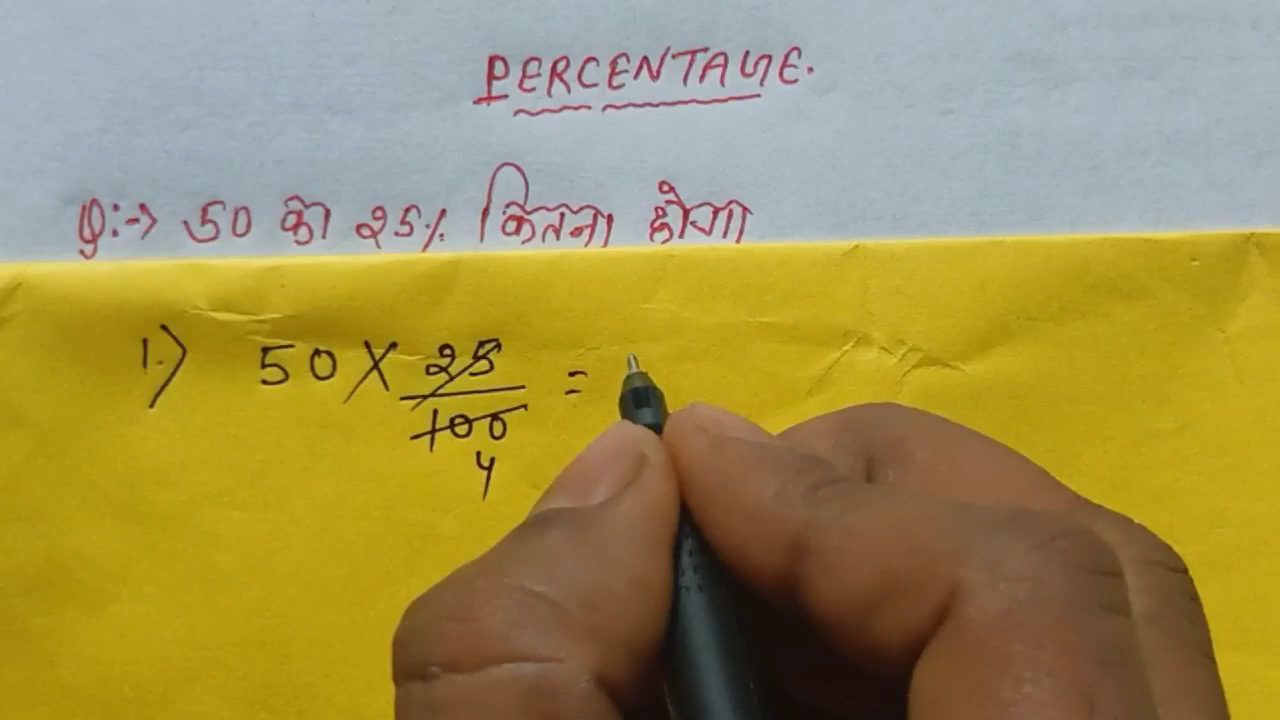 PERCENTAGE.
Q:→ 50 का 25% कितना होगा
1.) 50 × 25/100 =
4